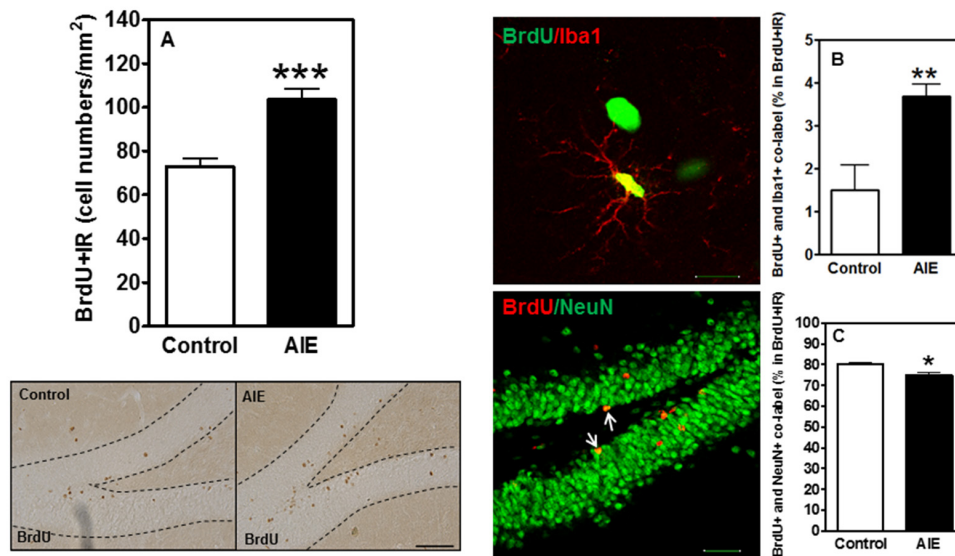 A
BrdU+IR (cell numbers/mm²)
140
120
100
80
60
40
20
0
***
Control
AIE
Control
BrdU
AIE
BrdU
BrdU/Iba1
B
BrdU+ and Iba1+ co-label (% in BrdU+IR)
5
4
3
2
1
0
**
Control
AIE
BrdU/NeuN
C
BrdU+ and NeuN+ co-label (% in BrdU+IR)
100
90
80
70
60
50
40
30
20
10
0
*
Control
AIE